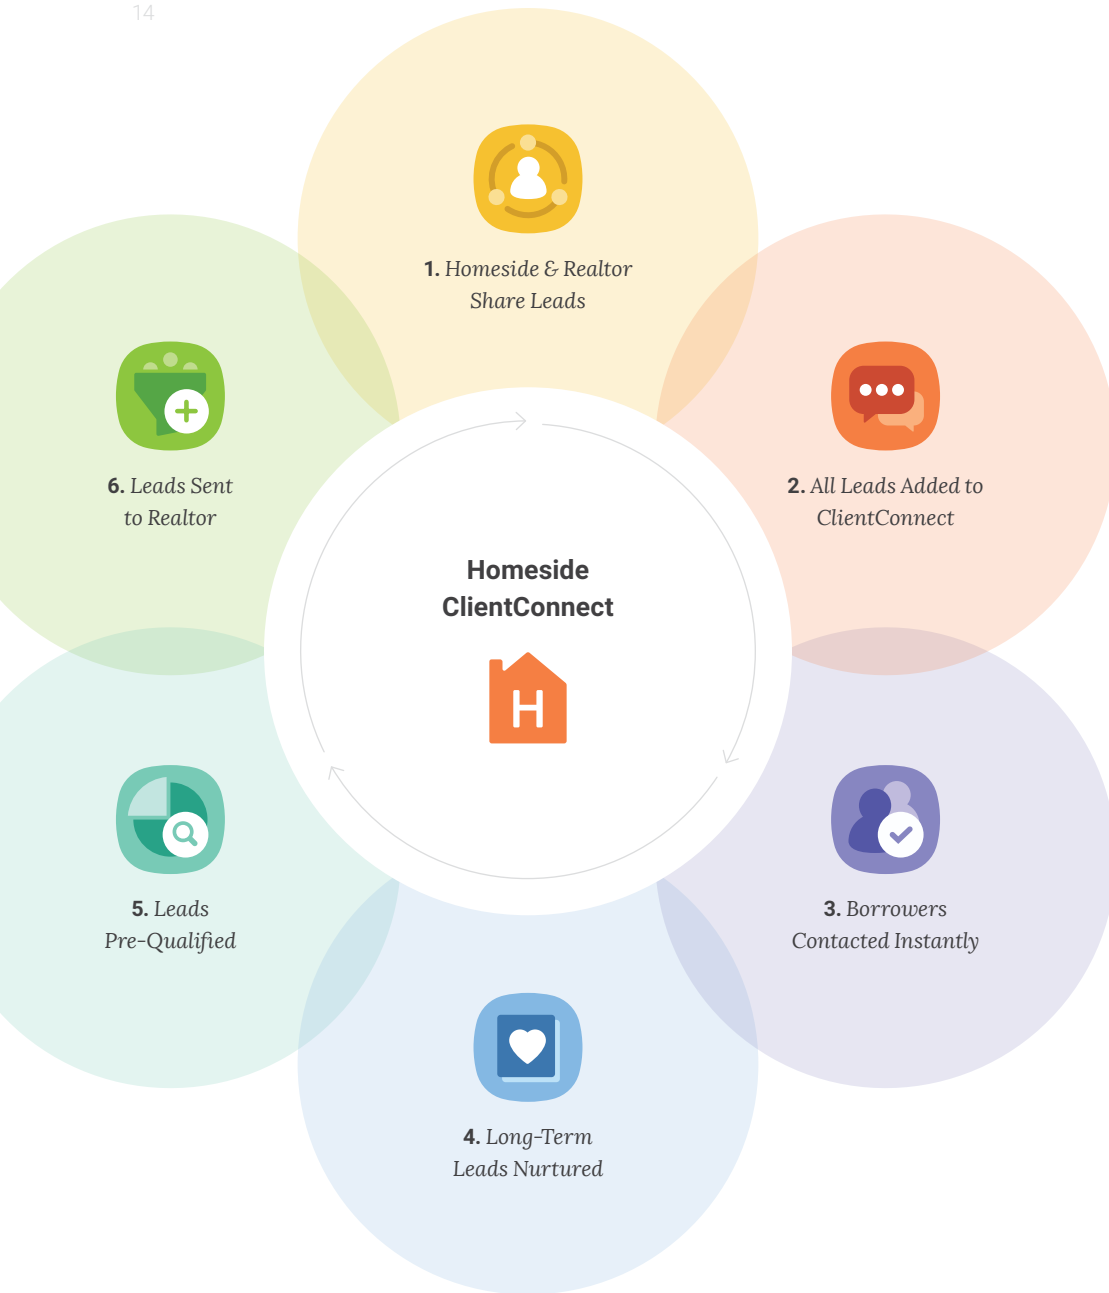 14
1. Homeside & Realtor
Share Leads
2. All Leads Added to
ClientConnect
3. Borrowers
Contacted Instantly
4. Long-Term
Leads Nurtured
5. Leads
Pre-Qualified
6. Leads Sent
to Realtor
Homeside
ClientConnect
H